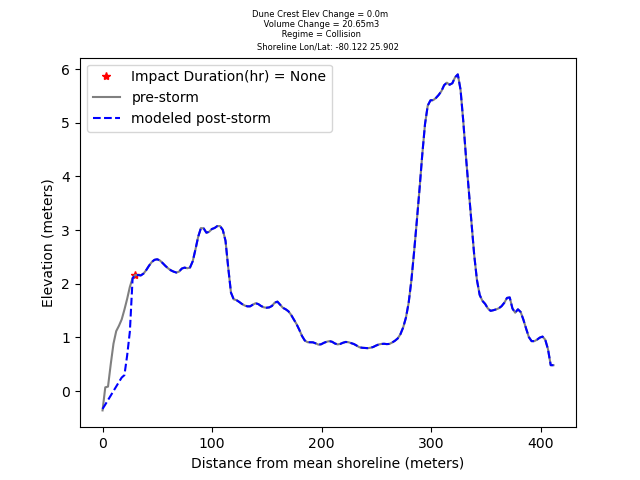 Dune Crest Elev Change = 0.0m
Volume Change = 20.65m3
Regime = Collision
Shoreline Lon/Lat: -80.122 25.902
Impact Duration(hr) = None
pre-storm
modeled post-storm
6
5
4
3
2
1
0
Elevation (meters)
0 100 200 300 400
Distance from mean shoreline (meters)